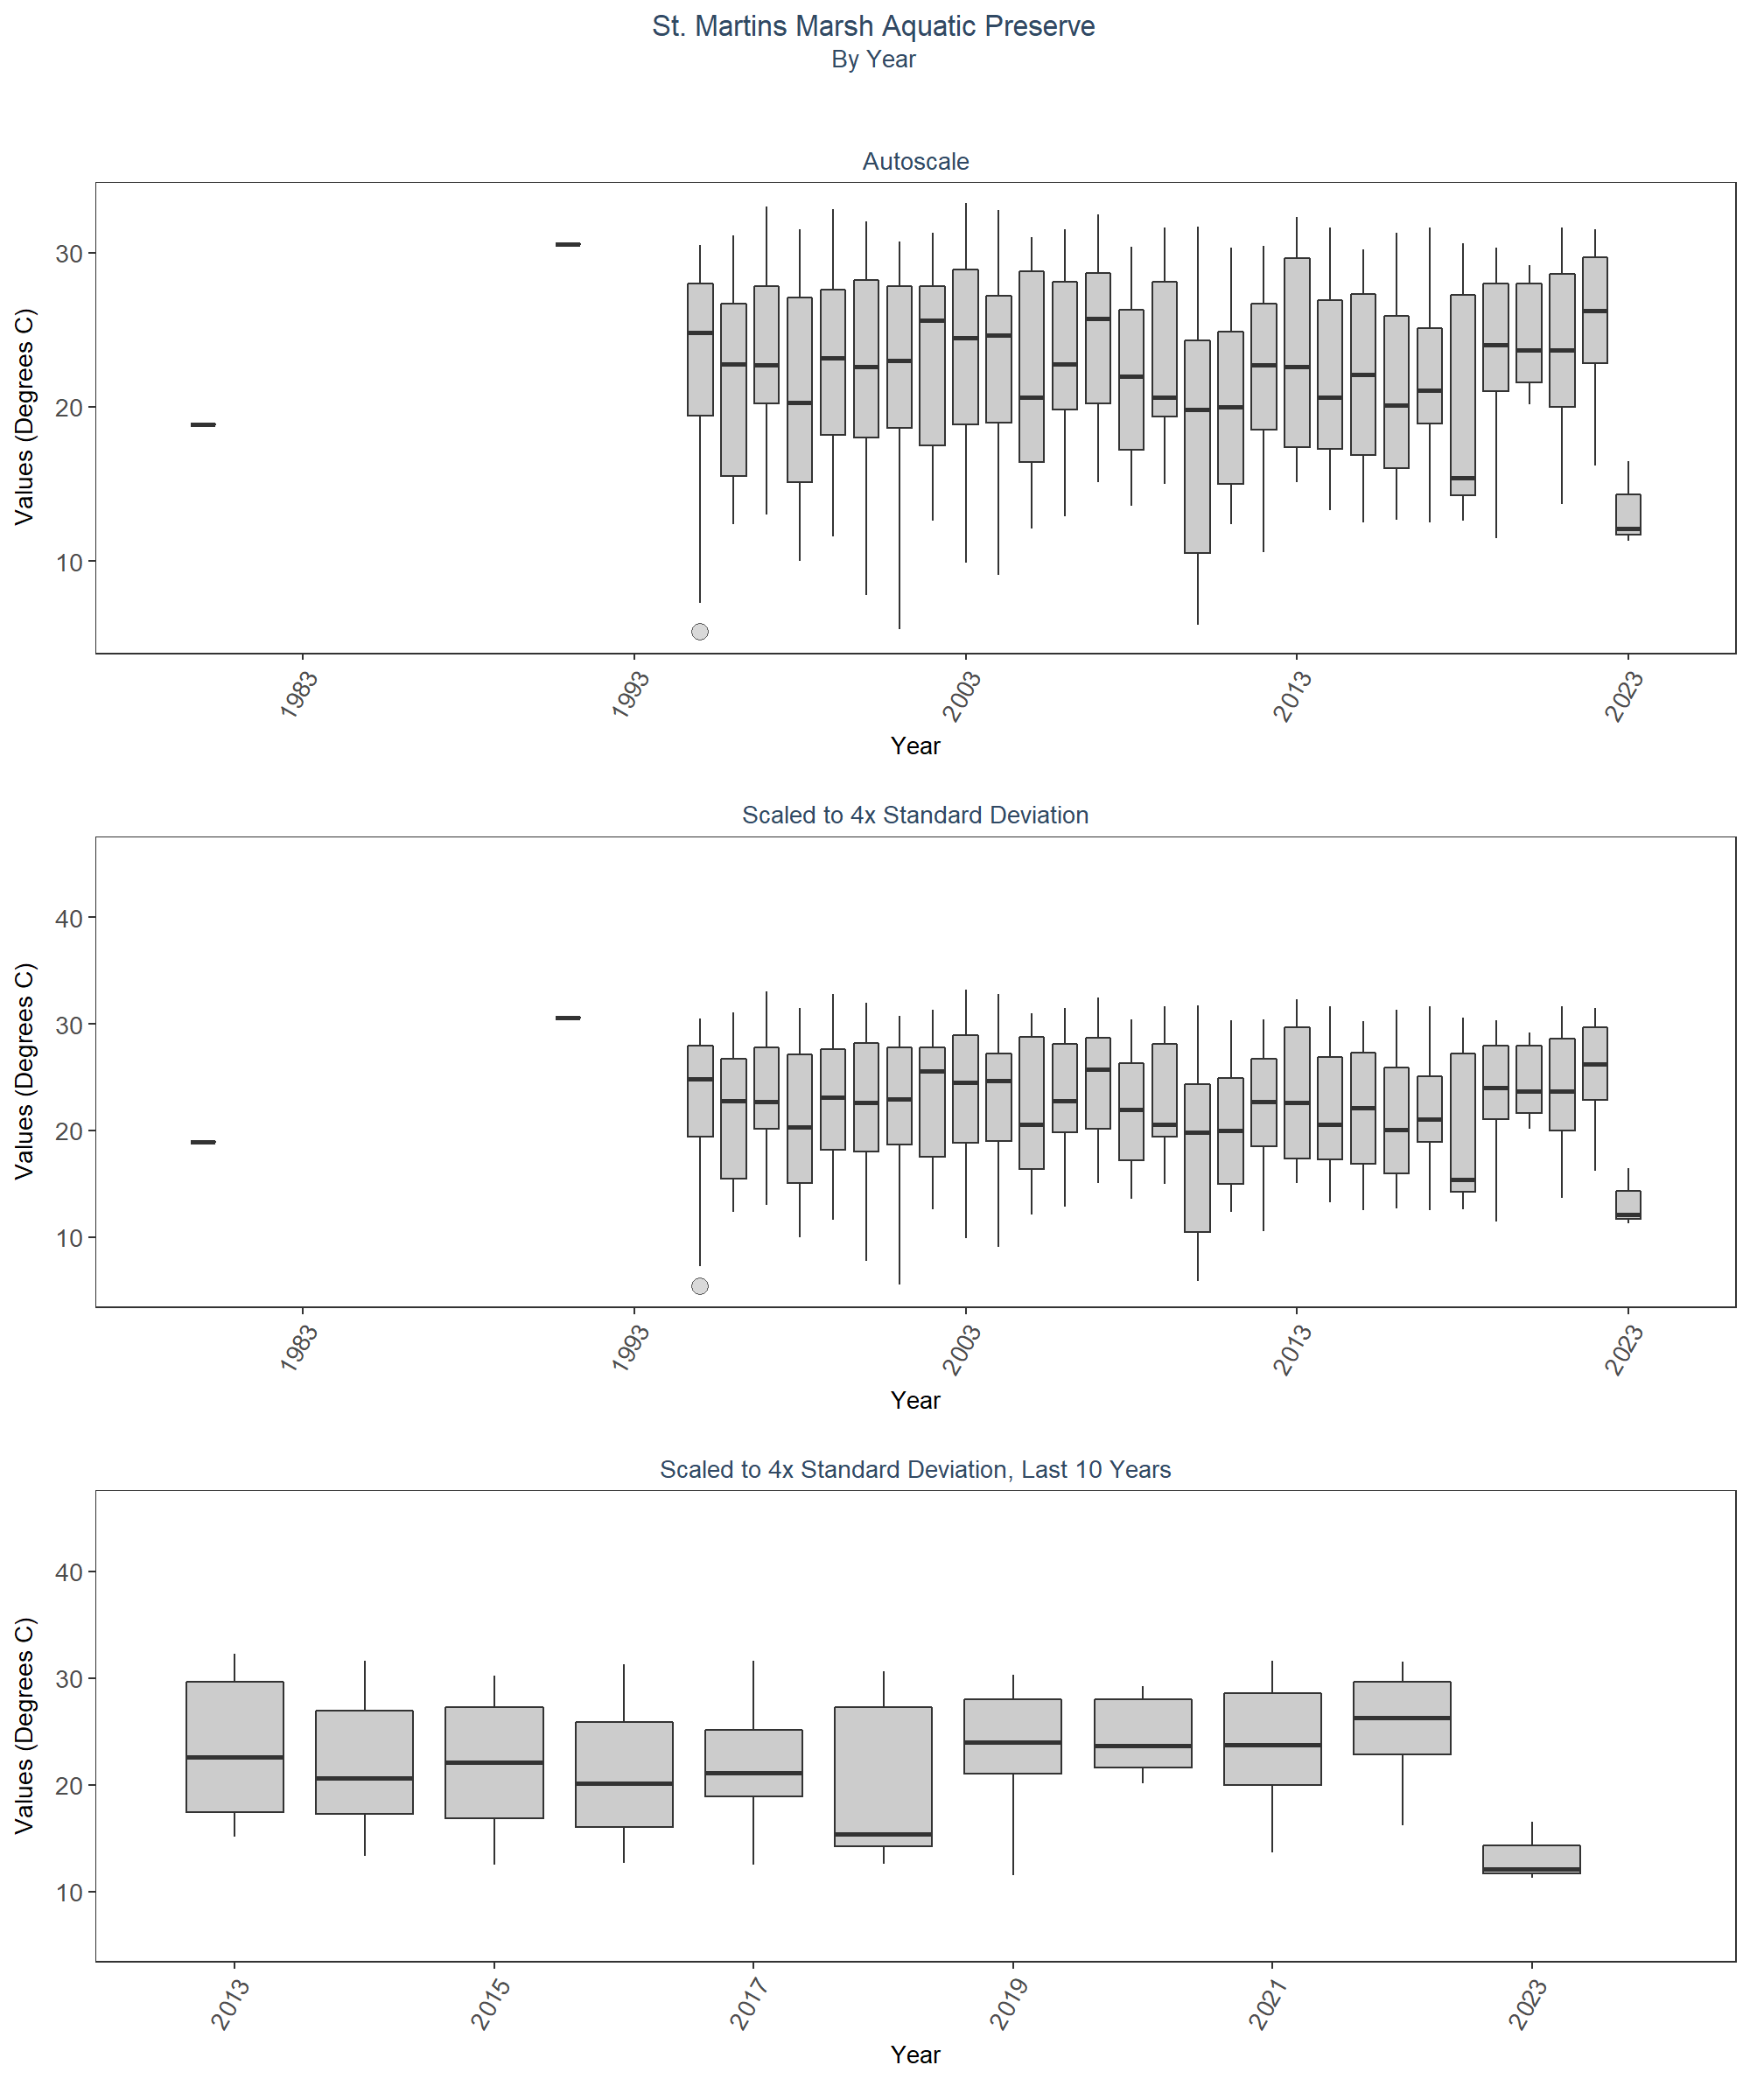 St. Martins Marsh Aquatic Preserve
By Year
Autoscale
Values (Degrees C)
30
20
10
1983
1993
2003
2013
2023
Year
Scaled to 4x Standard Deviation
Values (Degrees C)
40
30
20
10
1983
1993
2003
2013
2023
Year
Scaled to 4x Standard Deviation, Last 10 Years
Values (Degrees C)
40
30
20
10
2013
2015
2017
2019
2021
2023
Year